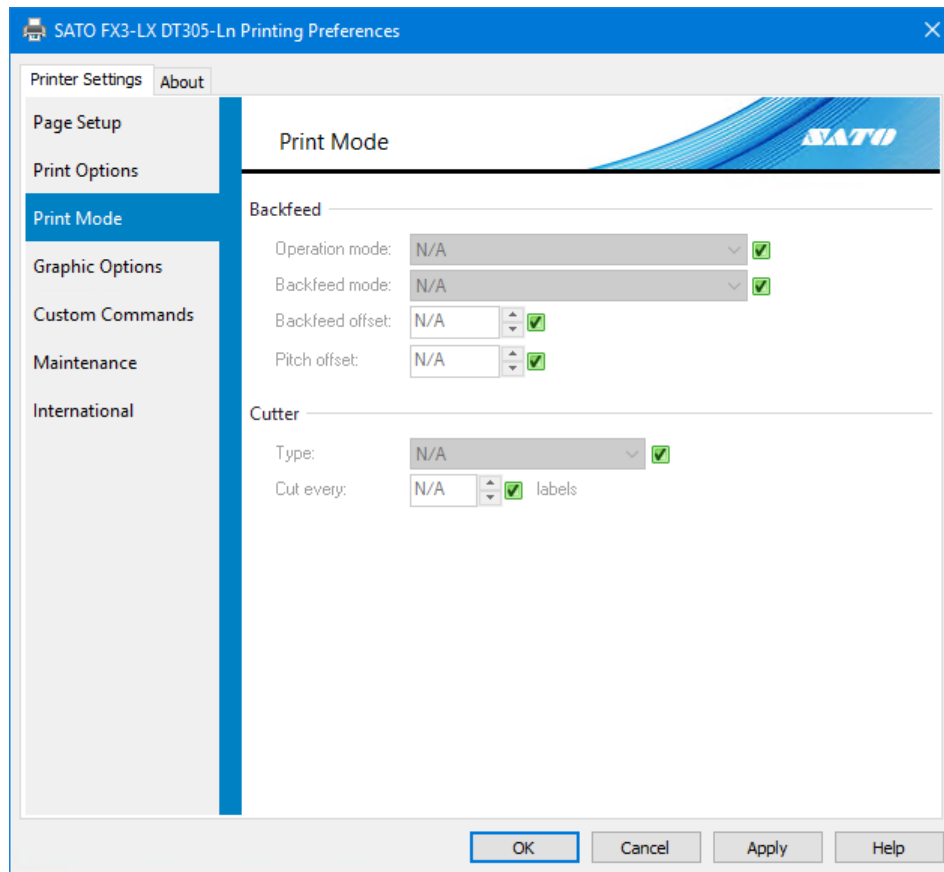 SATO FX3-LX DT305-Ln Printing Preferences
Printer Settings About
Page Setup
Print Options
Print Mode
Graphic Options
Custom Commands
Maintenance
International
Print Mode
SATO
Backfeed
Operation mode: N/A
Backfeed mode: N/A
Backfeed offset: N/A
Pitch offset: N/A
Cutter
Type: N/A
Cut every: N/A labels
OK Cancel Apply Help